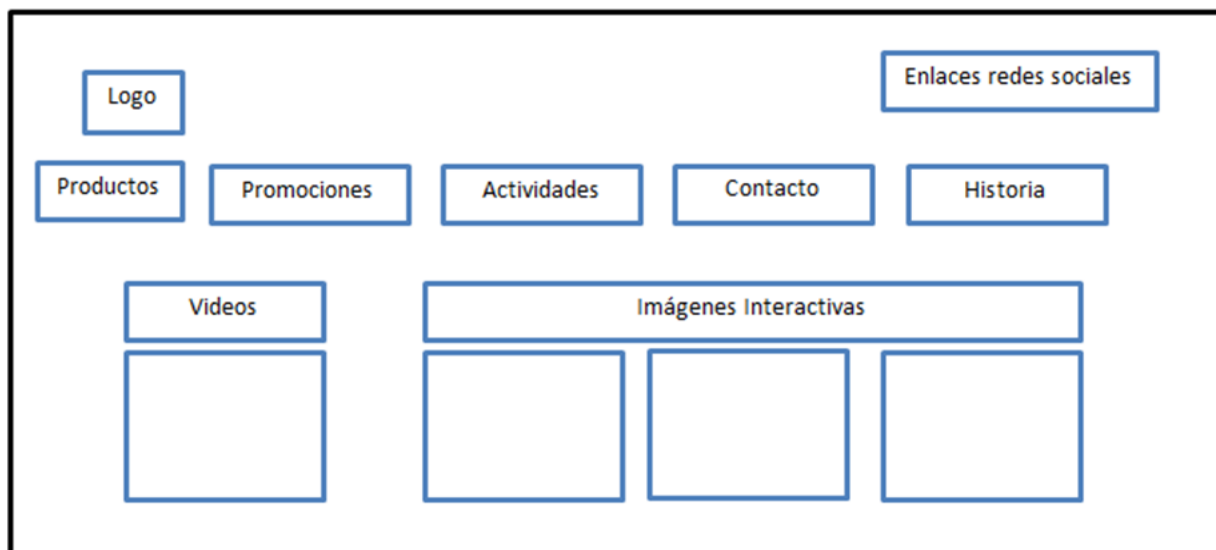 Logo
Enlaces redes sociales
Productos
Promociones
Actividades
Contacto
Historia
Videos
Imágenes Interactivas